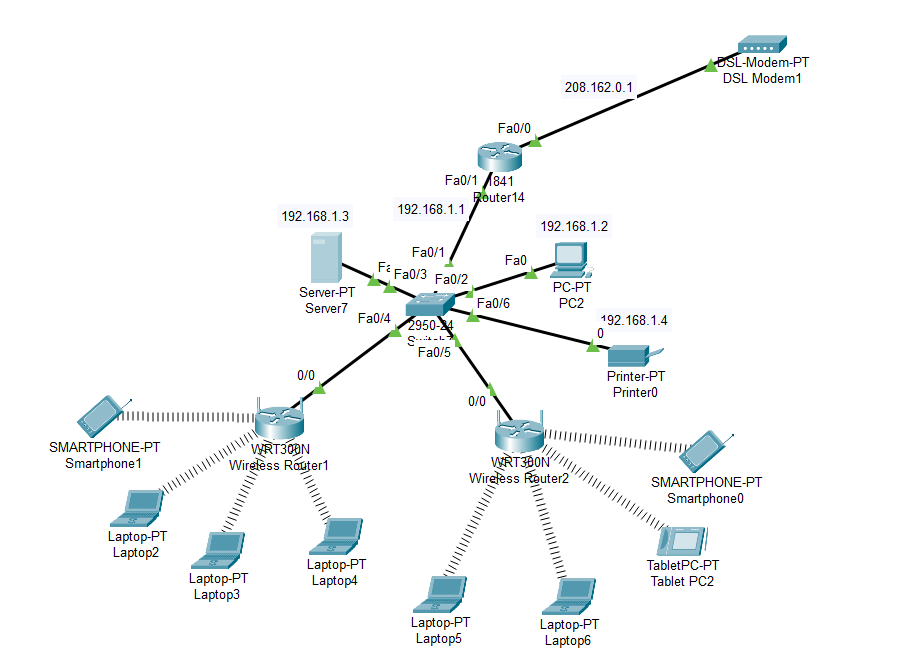 DSL-Modem-PT
DSL Modem1
208.162.0.1
Fa0/0
1841
Router14
Fa0/1
192.168.1.1
192.168.1.3
192.168.1.2
Fa0/1
Fa0
Fa0/3
Fa0/2
Server-PT
Server7
PC-PT
PC2
Fa0/6
Fa0/4
2950-24
Fa0/5
192.168.1.4
0
Printer-PT
Printer0
0/0
0/0
SMARTPHONE-PT
Smartphone1
WRT300N
Wireless Router1
WRT300N
Wireless Router2
SMARTPHONE-PT
Smartphone0
Laptop-PT
Laptop2
Laptop-PT
Laptop3
Laptop-PT
Laptop4
TabletPC-PT
Tablet PC2
Laptop-PT
Laptop5
Laptop-PT
Laptop6